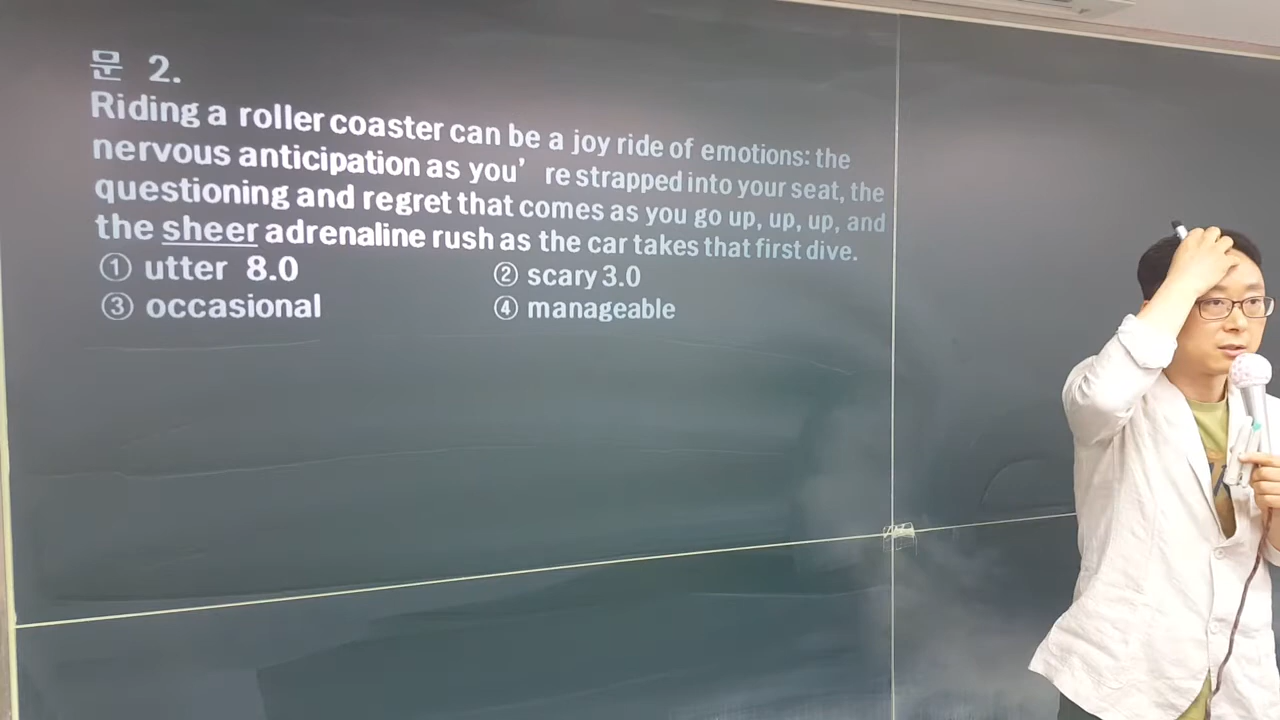 문 2.
Riding a roller coaster can be a joy ride of emotions: the
nervous anticipation as you’ re strapped into your seat, the
questioning and regret that comes as you go up, up, up, and
the sheer adrenaline rush as the car takes that first dive.
① utter 8.0 ② scary 3.0
③ occasional ④ manageable